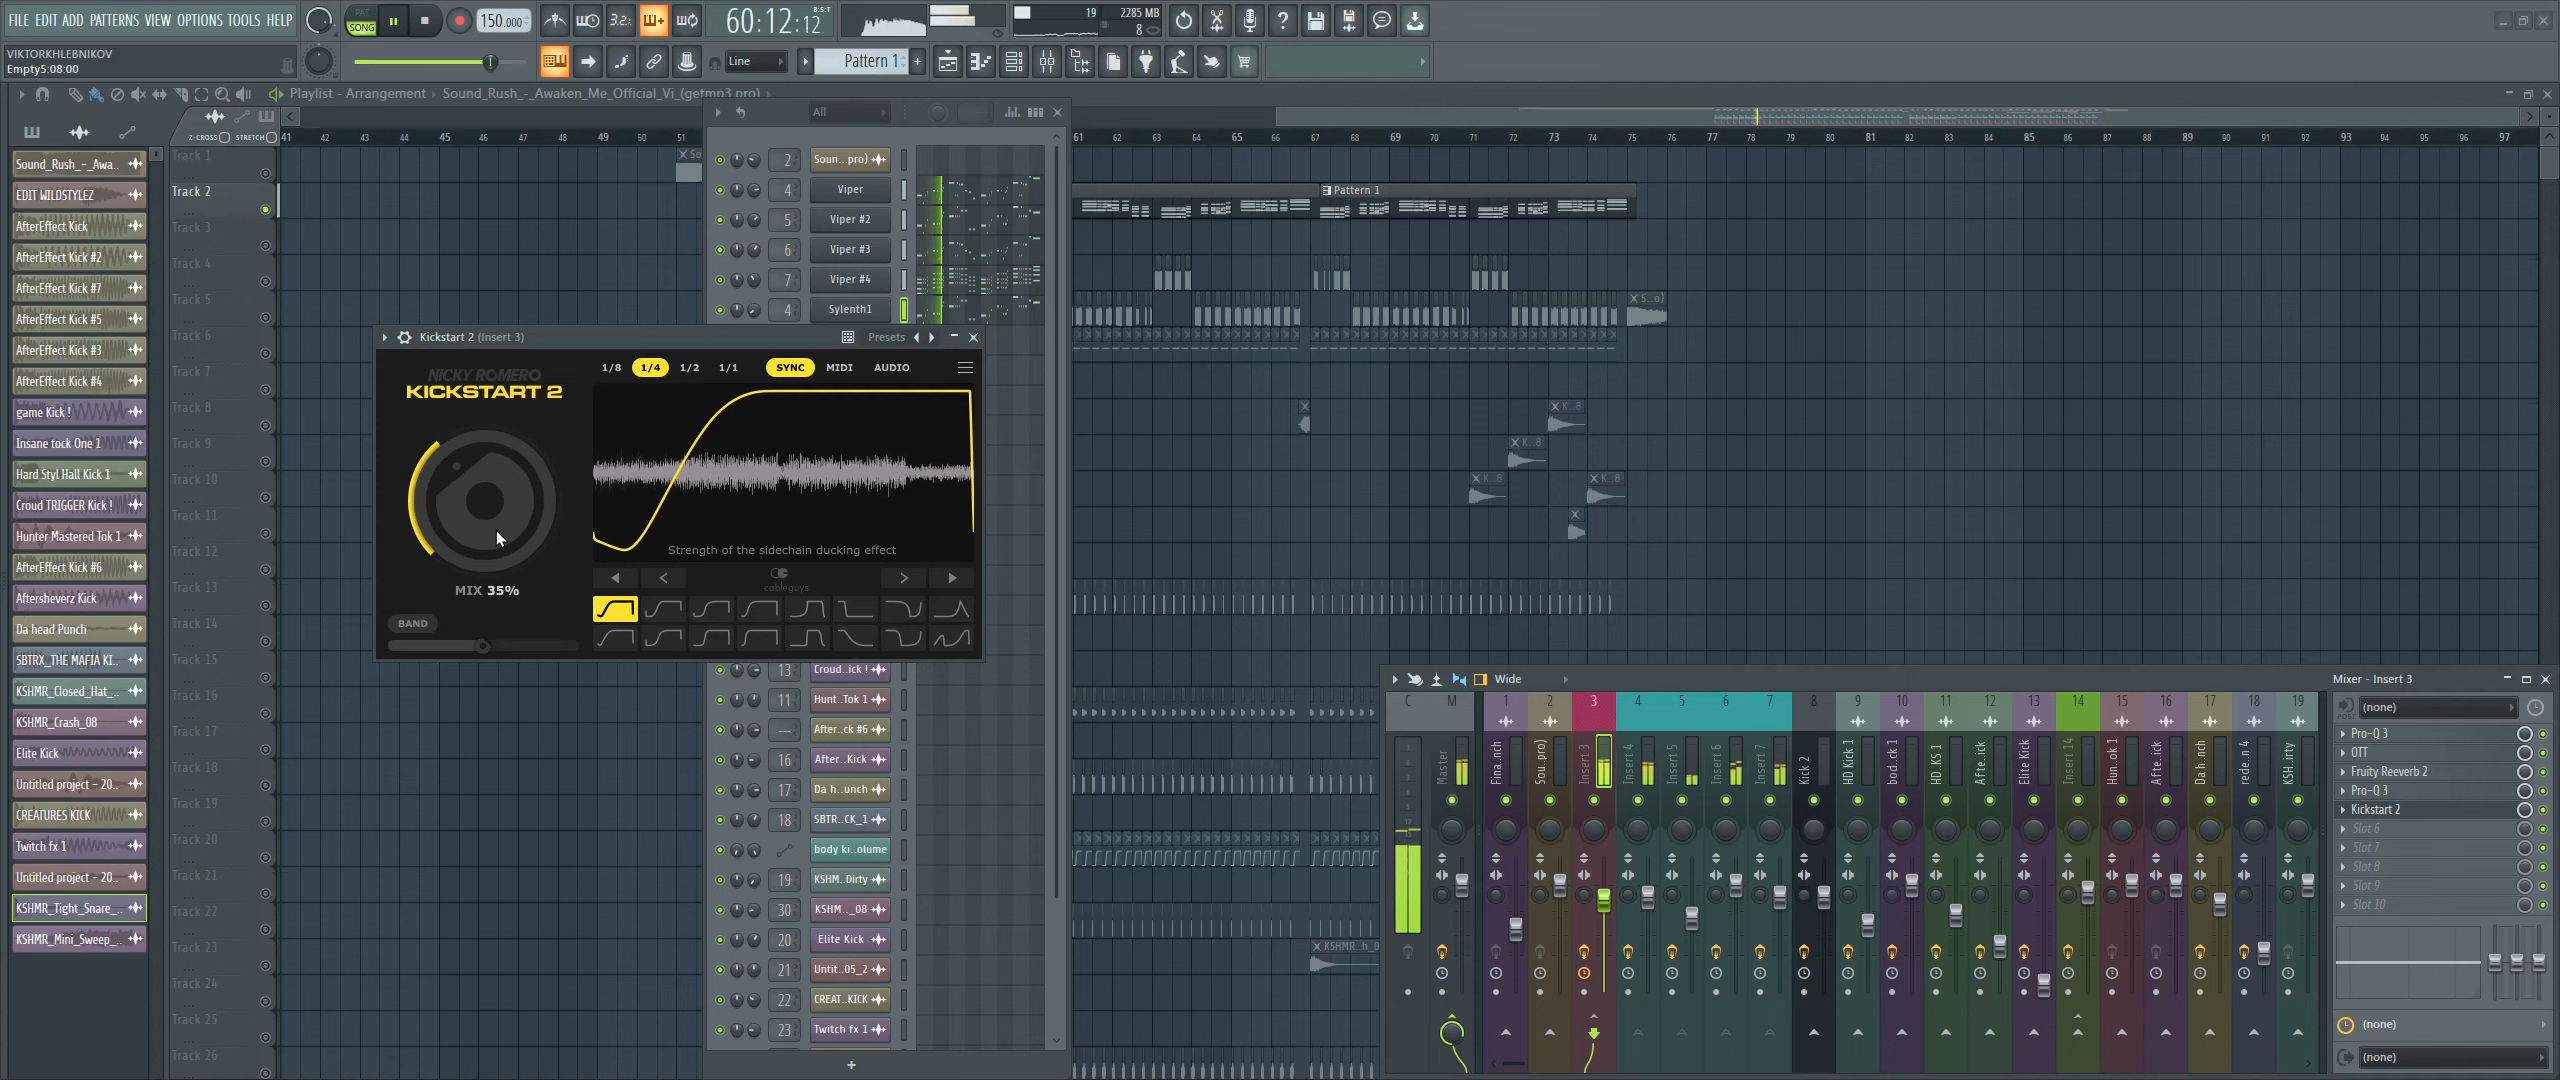 FILE EDIT ADD PATTERNS VIEW OPTIONS TOOLS HELP
PAT
SONG
150.000
3.2
60:12:12
B:S:T
19
2285 MB
8
VIKTORKHLEBNIKOV
Empty5:08:00
Line
Pattern 1
+
Playlist - Arrangement › Sound_Rush_-_Awaken_Me_Official_Vi_(getmp3.pro)
Z-CROSS
STRETCH
41 42 43 44 45 46 47 48 49 50 51
61 62 63 64 65 66 67 68 69 70 71 72 73 74 75 76 77 78 79 80 81 82 83 84 85 86 87 88 89 90 91 92 93 94 95 96 97
Sound_Rush_-_Awa..
EDIT WILDSTYLEZ
AfterEffect Kick
AfterEffect Kick #2
AfterEffect Kick #7
AfterEffect Kick #5
AfterEffect Kick #3
AfterEffect Kick #4
game Kick !
Insane tock One 1
Hard Styl Hall Kick 1
Croud TRIGGER Kick !
Hunter Mastered Tok 1
AfterEffect Kick #6
Aftersheverz Kick
Da head Punch
SBTRX_THE MAFIA KI..
KSHMR_Closed_Hat_..
KSHMR_Crash_08
Elite Kick
Untitled project - 20..
CREATURES KICK
Twitch fx 1
Untitled project - 20..
KSHMR_Tight_Snare_..
KSHMR_Mini_Sweep_..
Track 1
Track 2
Track 3
Track 4
Track 5
Track 6
Track 7
Track 8
Track 9
Track 10
Track 11
Track 12
Track 13
Track 14
Track 15
Track 16
Track 17
Track 18
Track 19
Track 20
Track 21
Track 22
Track 23
Track 24
Track 25
Track 26
So
Pattern 1
S..o)
K..8
K..8
K..8
K..8
KSHMR..h_0
All
2 Soun...pro)
4 Viper
5 Viper #2
6 Viper #3
7 Viper #4
4 Sylenth1
13 Croud..ick !
11 Hunt..Tok 1
--- After..ck #6
16 After..Kick
17 Da h..unch
18 SBTR..CK_1
body ki..olume
19 KSHM..Dirty
30 KSHM.._08
20 Elite Kick
21 Untit..05_2
22 CREAT..KICK
23 Twitch fx 1
+
Kickstart 2 (Insert 3)
Presets
NICKY ROMERO
KICKSTART 2
1/8 1/4 1/2 1/1 SYNC MIDI AUDIO
Strength of the sidechain ducking effect
cableguys
MIX 35%
BAND
Wide
Mixer - Insert 3
C M 1 2 3 4 5 6 7 8 9 10 11 12 13 14 15 16 17 18 19
Master
Fina..nch
Sou..pro)
Insert 3
Insert 4
Insert 5
Insert 6
Insert 7
Kick 2
HD Kick 1
bod..ck 1
HD..KS 1
Afte..ick
Elite Kick
Insert 14
Hun..ok 1
Afte..ick
Da h..nch
rede..n 4
KSH..irty
(none)
POST
Pro-Q 3
OTT
Fruity Reeverb 2
Pro-Q 3
Kickstart 2
Slot 6
Slot 7
Slot 8
Slot 9
Slot 10
(none)
(none)